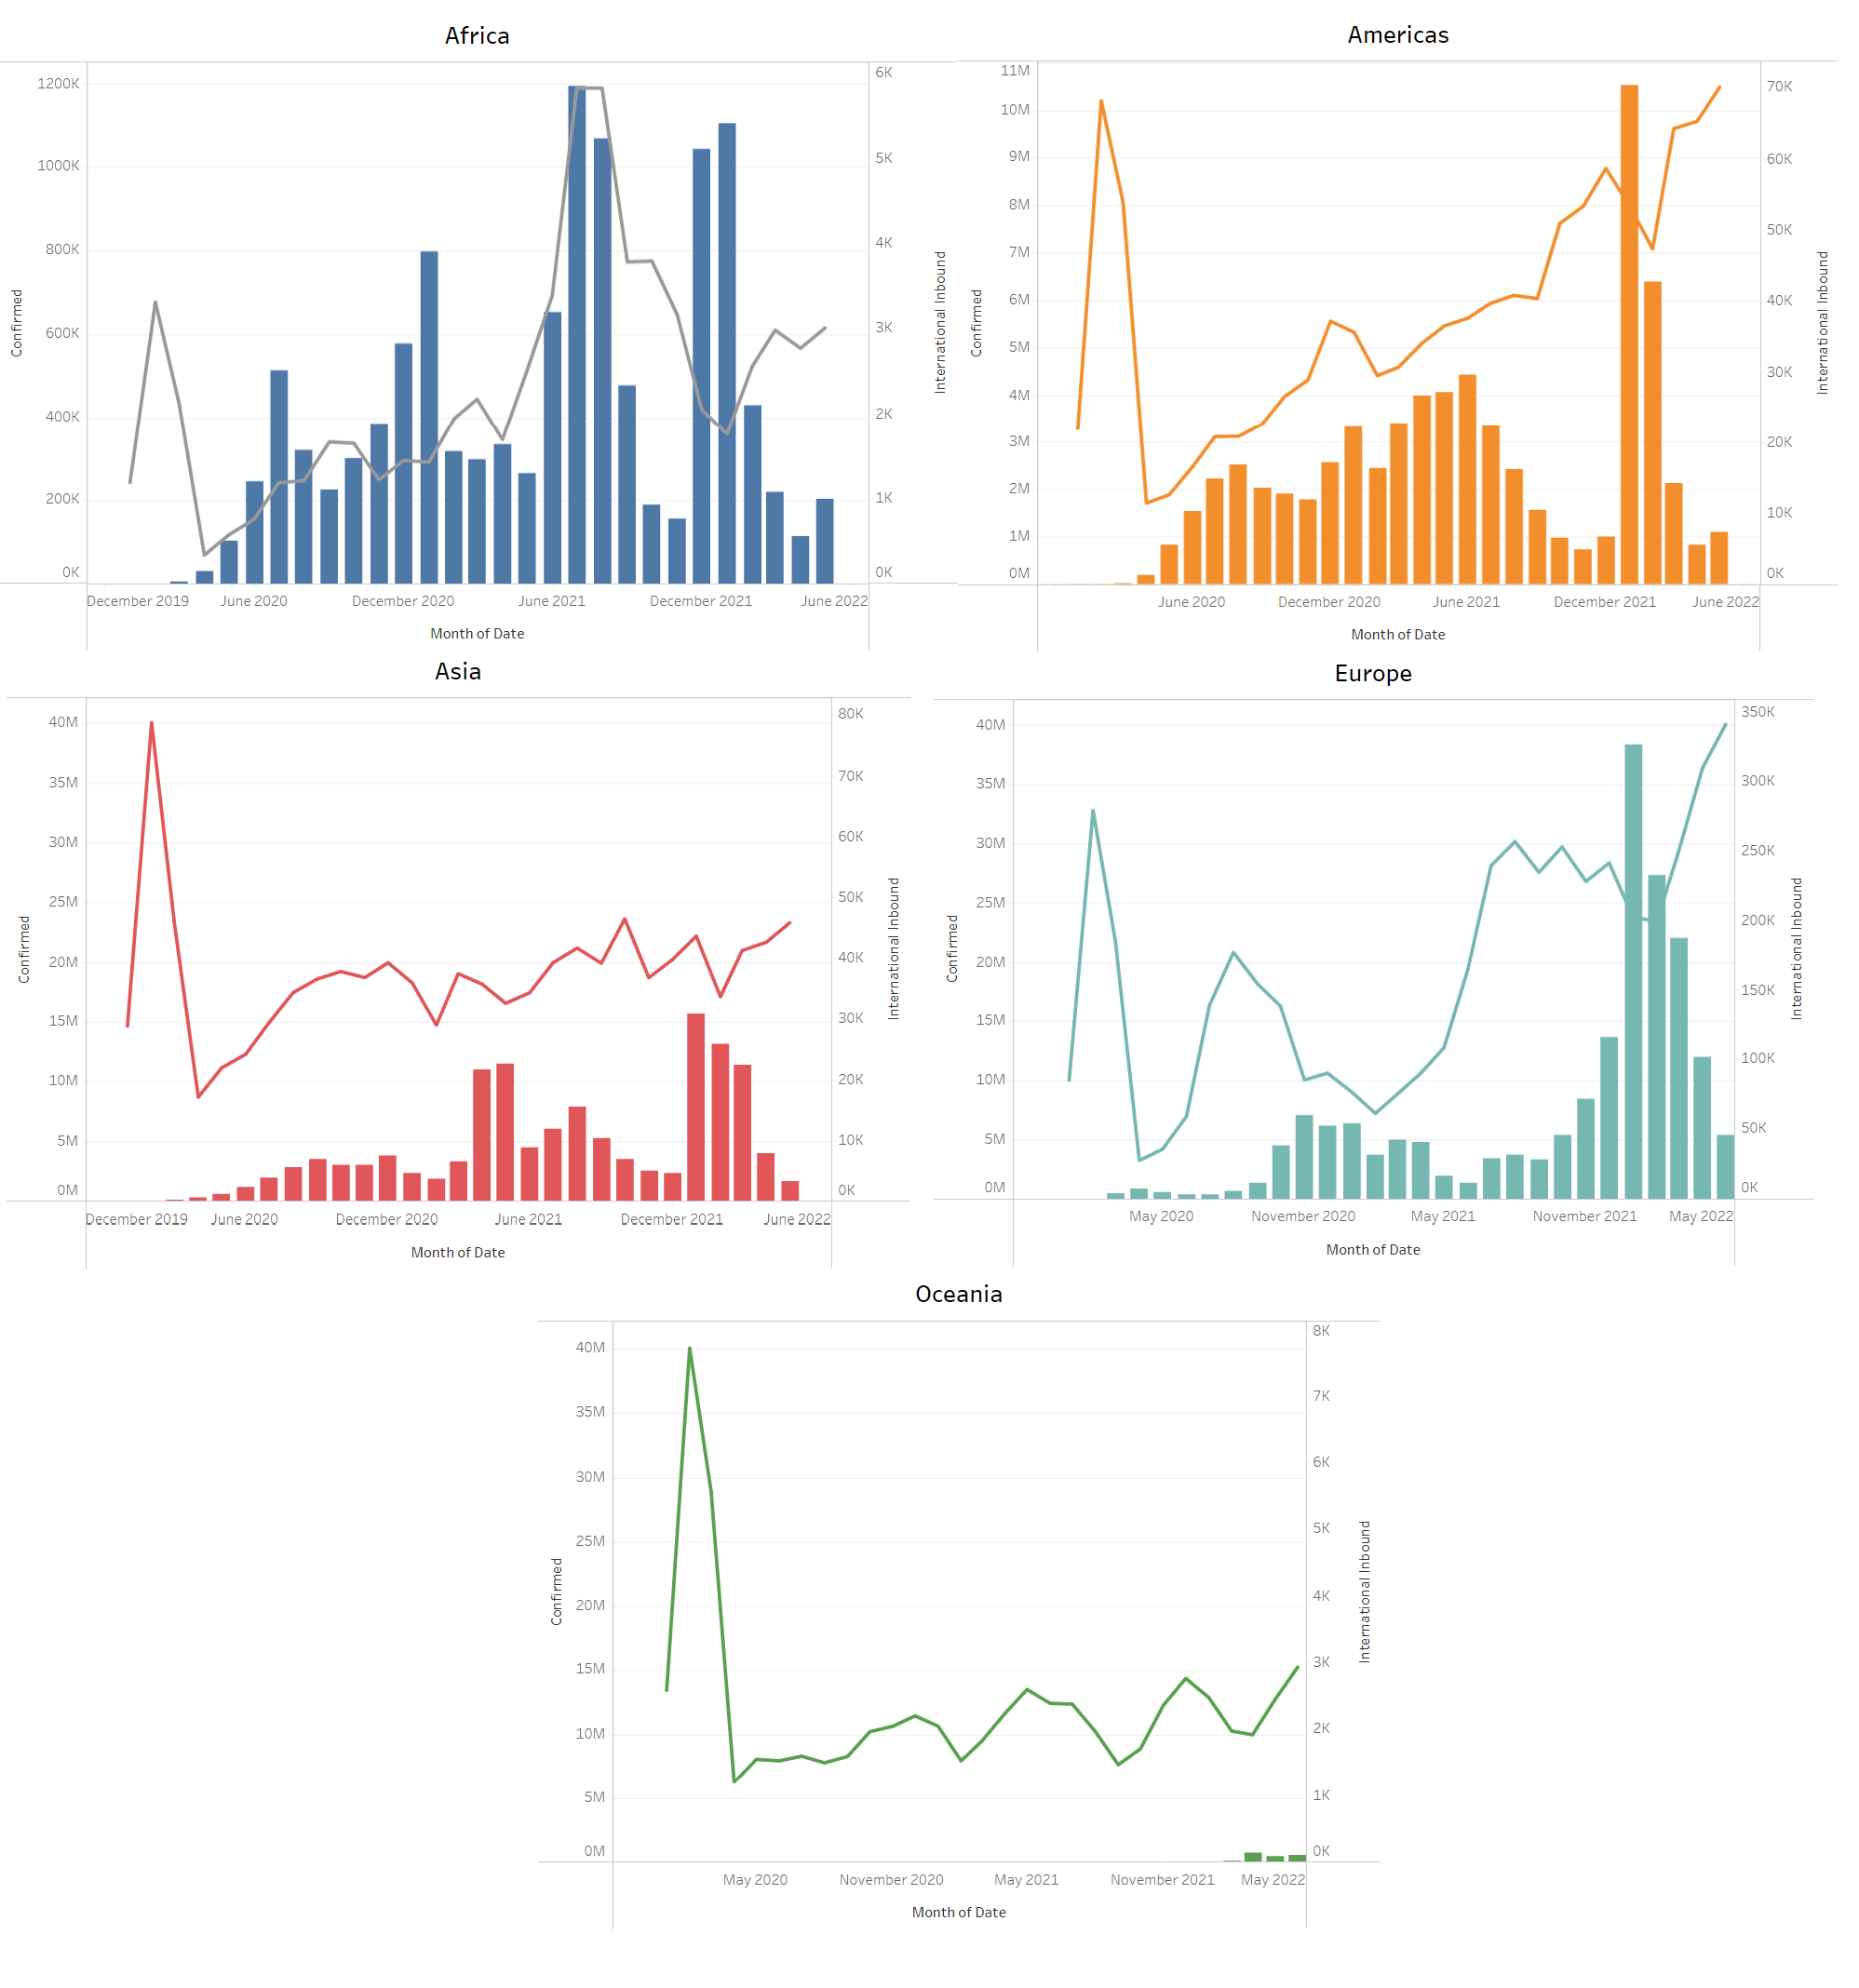 Africa
1200K
1000K
800K
600K
400K
200K
0K
Confirmed
6K
5K
4K
3K
2K
1K
0K
International Inbound
December 2019 June 2020 December 2020 June 2021 December 2021 June 2022
Month of Date
Americas
11M
10M
9M
8M
7M
6M
5M
4M
3M
2M
1M
0M
Confirmed
70K
60K
50K
40K
30K
20K
10K
0K
International Inbound
June 2020 December 2020 June 2021 December 2021 June 2022
Month of Date
Asia
40M
35M
30M
25M
20M
15M
10M
5M
0M
Confirmed
80K
70K
60K
50K
40K
30K
20K
10K
0K
International Inbound
December 2019 June 2020 December 2020 June 2021 December 2021 June 2022
Month of Date
Europe
40M
35M
30M
25M
20M
15M
10M
5M
0M
Confirmed
350K
300K
250K
200K
150K
100K
50K
0K
International Inbound
May 2020 November 2020 May 2021 November 2021 May 2022
Month of Date
Oceania
40M
35M
30M
25M
20M
15M
10M
5M
0M
Confirmed
8K
7K
6K
5K
4K
3K
2K
1K
0K
International Inbound
May 2020 November 2020 May 2021 November 2021 May 2022
Month of Date